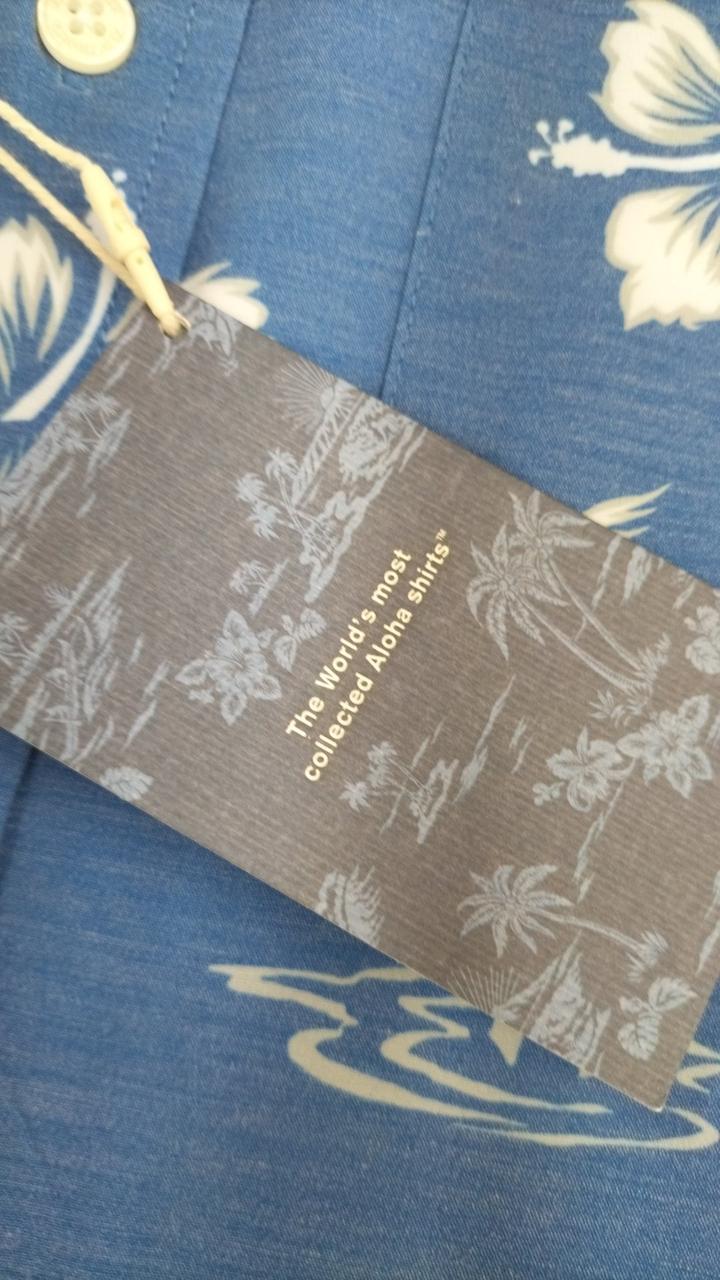 The World's most
collected Aloha shirts™